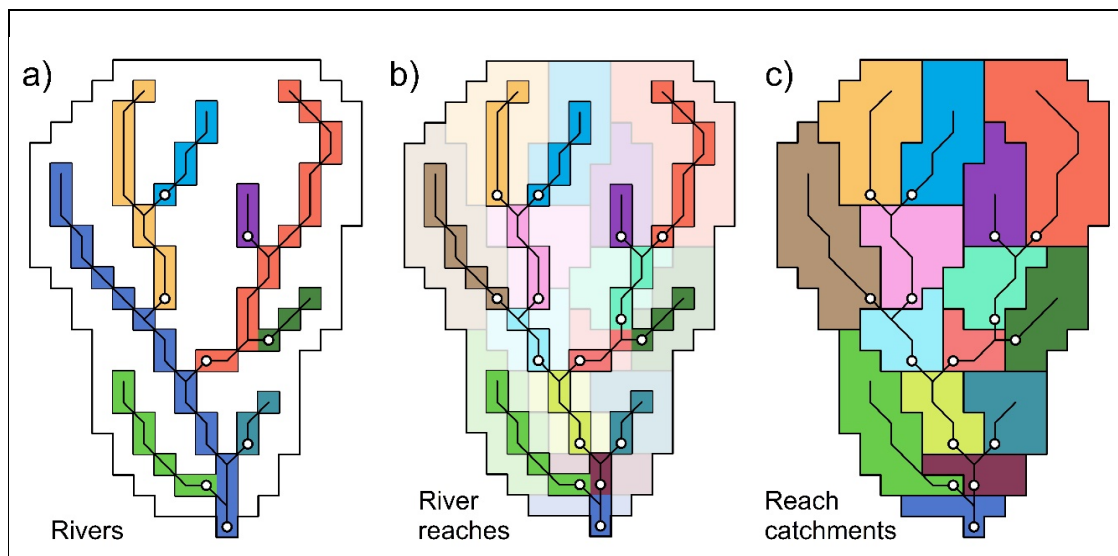 a)
b)
c)
Rivers
River
reaches
Reach
catchments